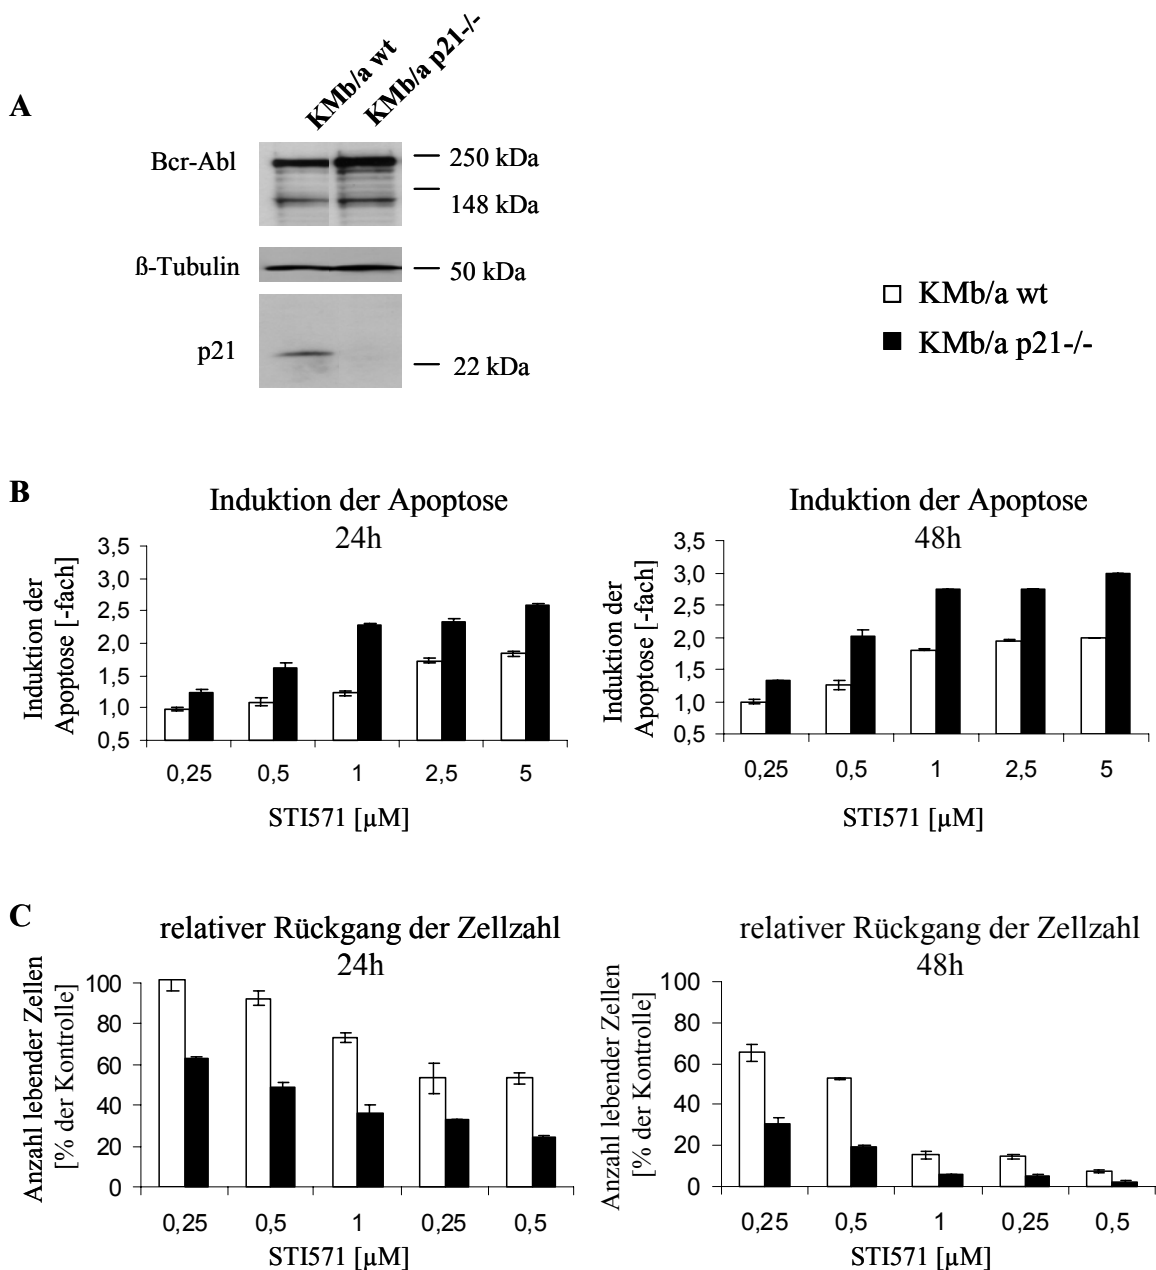 A
KMb/a wt
KMb/a p21-/-
Bcr-Abl
250 kDa
148 kDa
ß-Tubulin
50 kDa
p21
22 kDa
KMb/a wt
KMb/a p21-/-
B
Induktion der Apoptose
24h
Induktion der
Apoptose [-fach]
3,5
3,0
2,5
2,0
1,5
1,0
0,5
0,25 0,5 1 2,5 5
STI571 [µM]
Induktion der Apoptose
48h
Induktion der
Apoptose [-fach]
3,5
3,0
2,5
2,0
1,5
1,0
0,5
0,25 0,5 1 2,5 5
STI571 [µM]
C
relativer Rückgang der Zellzahl
24h
Anzahl lebender Zellen
[% der Kontrolle]
100
80
60
40
20
0
0,25 0,5 1 0,25 0,5
STI571 [µM]
relativer Rückgang der Zellzahl
48h
Anzahl lebender Zellen
[% der Kontrolle]
100
80
60
40
20
0
0,25 0,5 1 0,25 0,5
STI571 [µM]